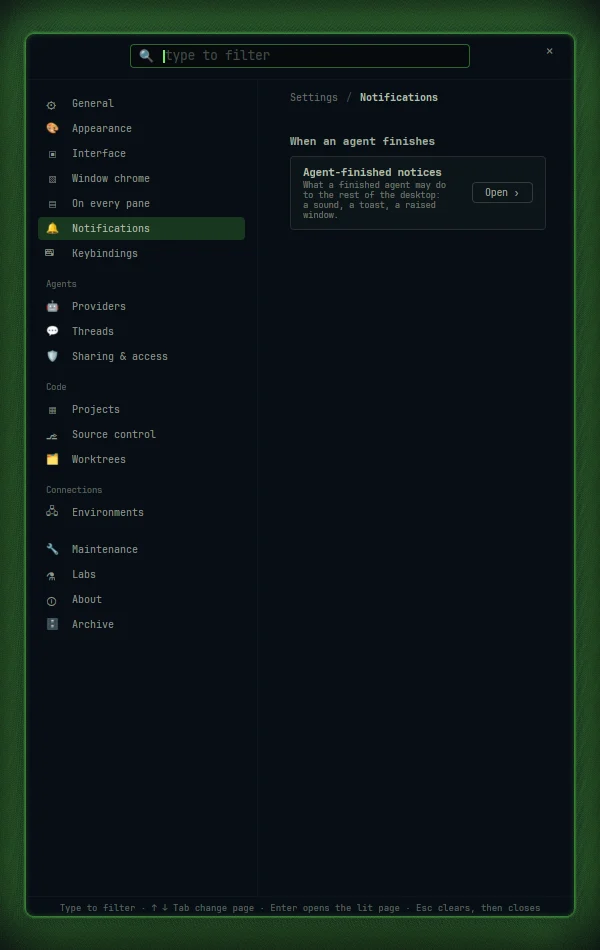 type to filter
×
General
Appearance
Interface
Window chrome
On every pane
Notifications
Keybindings
Agents
Providers
Threads
Sharing & access
Code
Projects
Source control
Worktrees
Connections
Environments
Maintenance
Labs
About
Archive
Settings / Notifications
When an agent finishes
Agent-finished notices
What a finished agent may do
to the rest of the desktop:
a sound, a toast, a raised
window.
Open ›
Type to filter · ↑ ↓ Tab change page · Enter opens the lit page · Esc clears, then closes